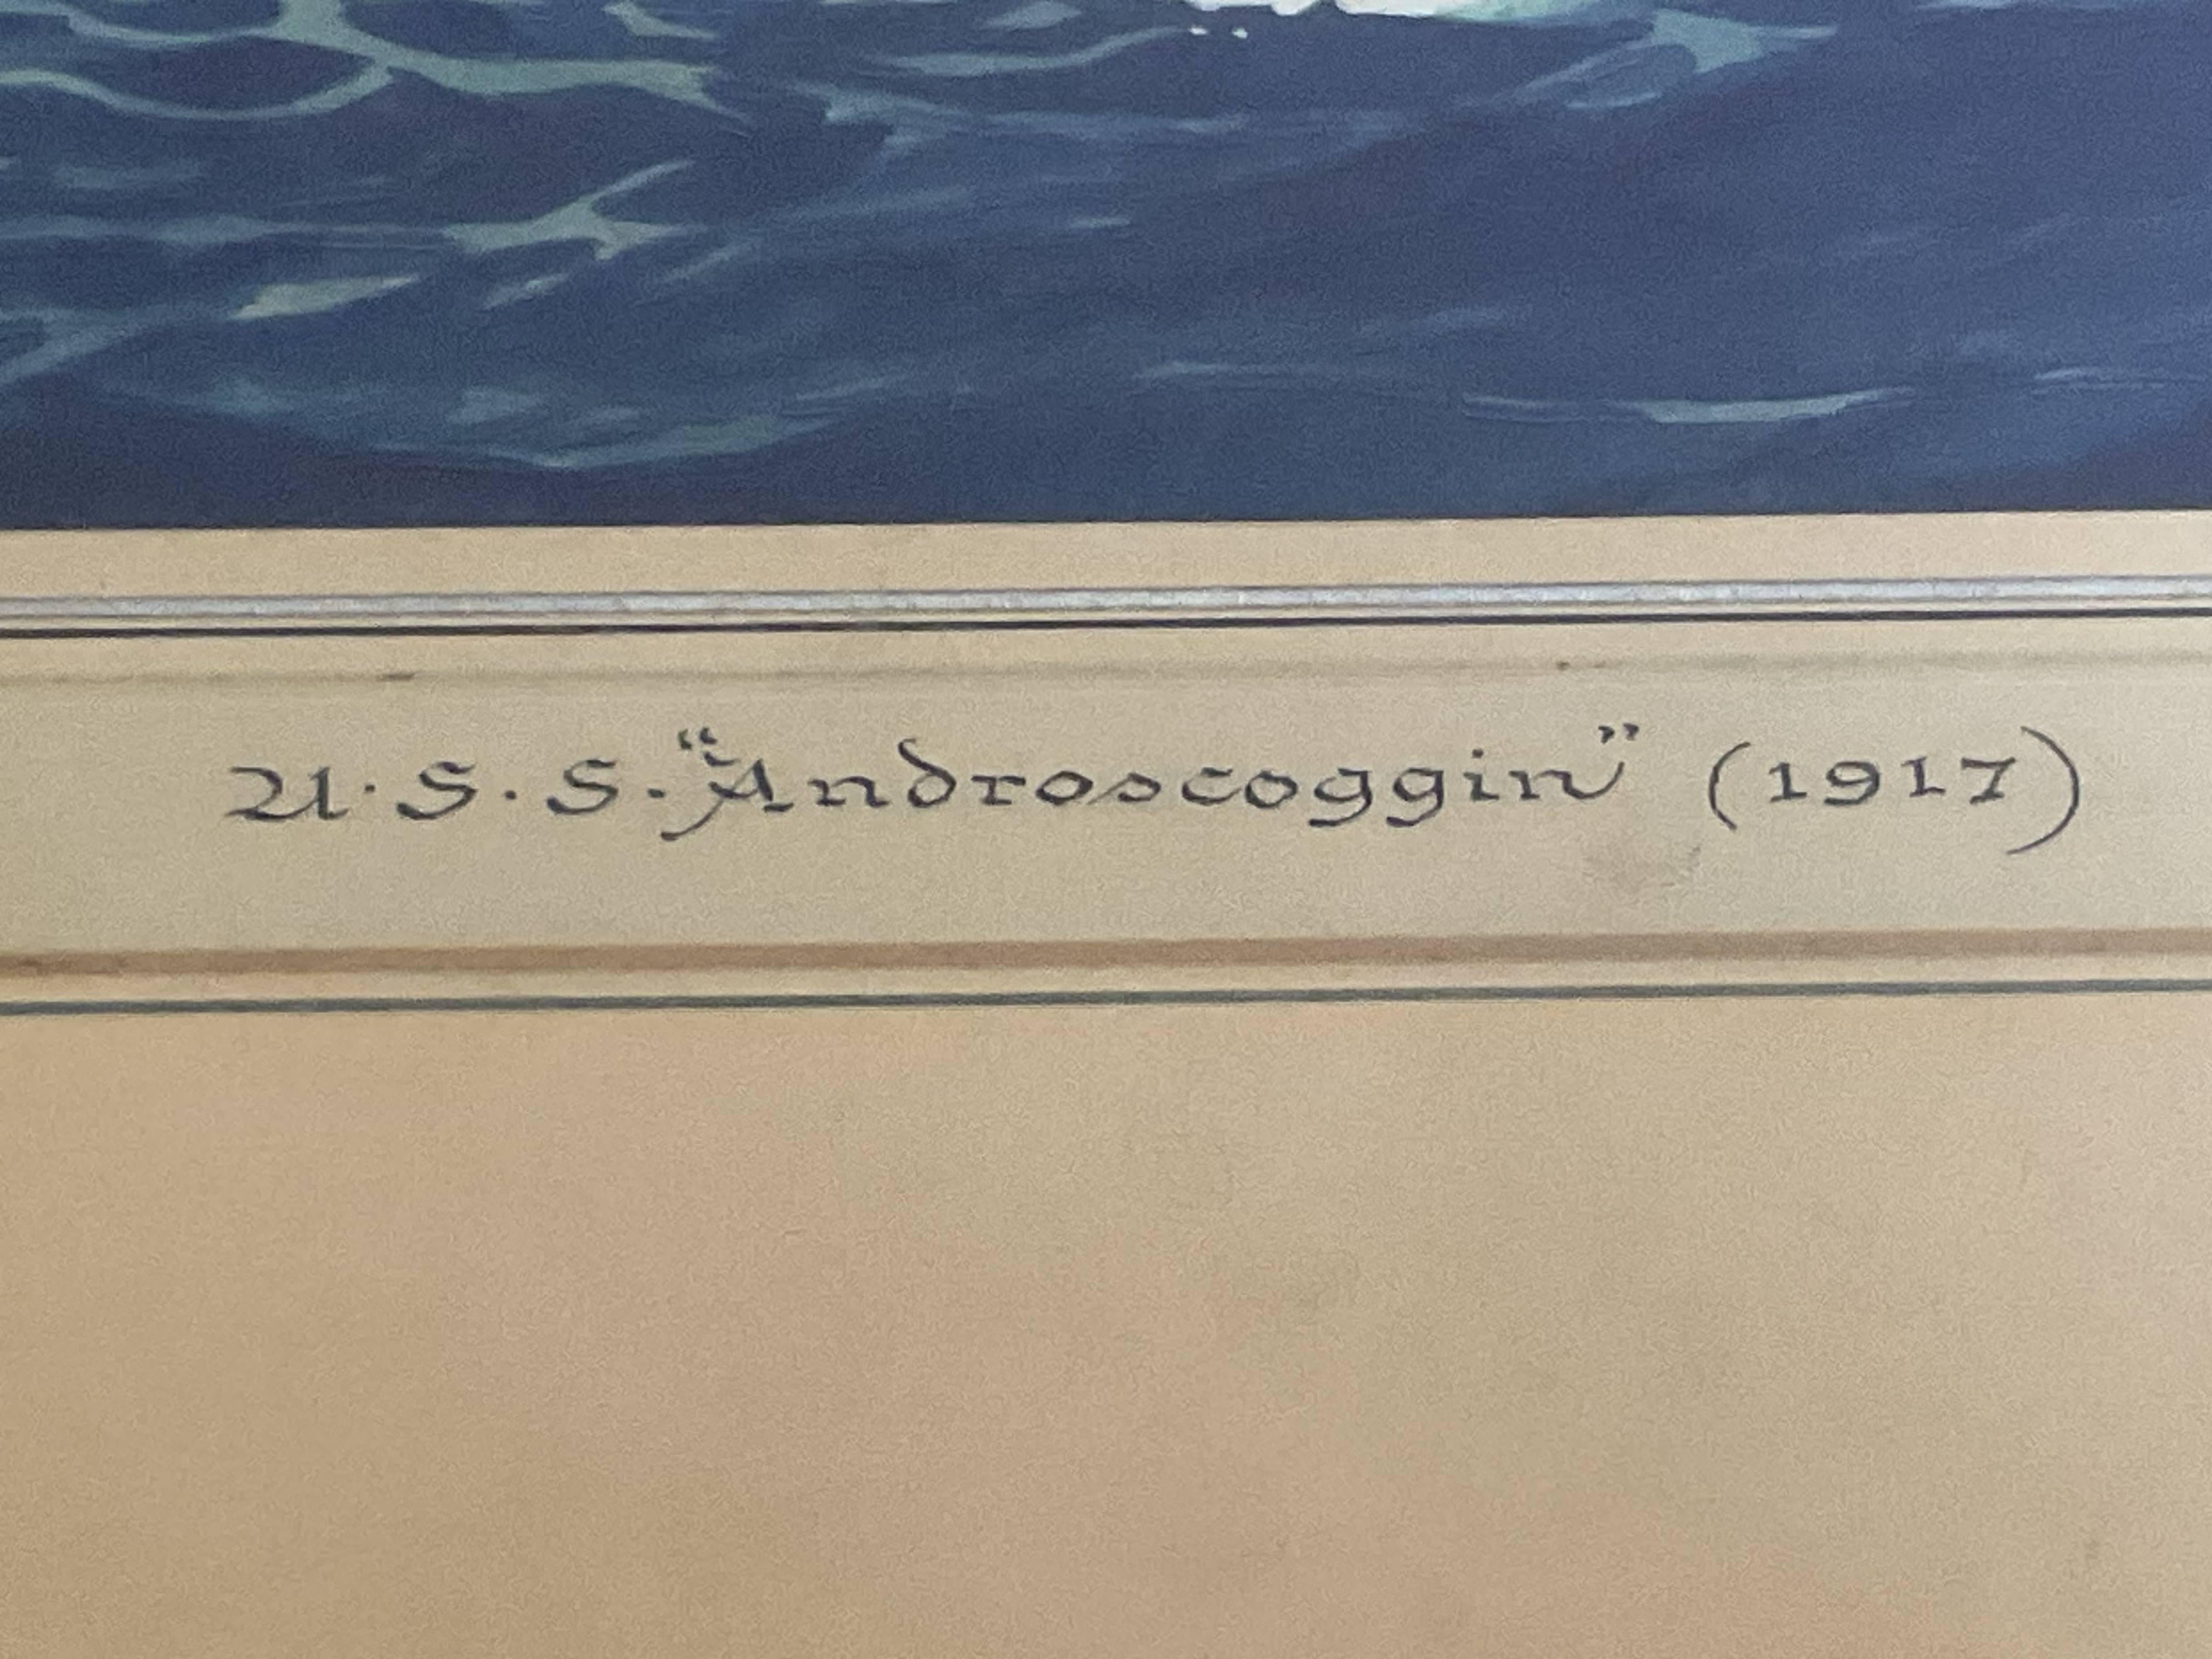 U.S.S. "Androscoggin" (1917)